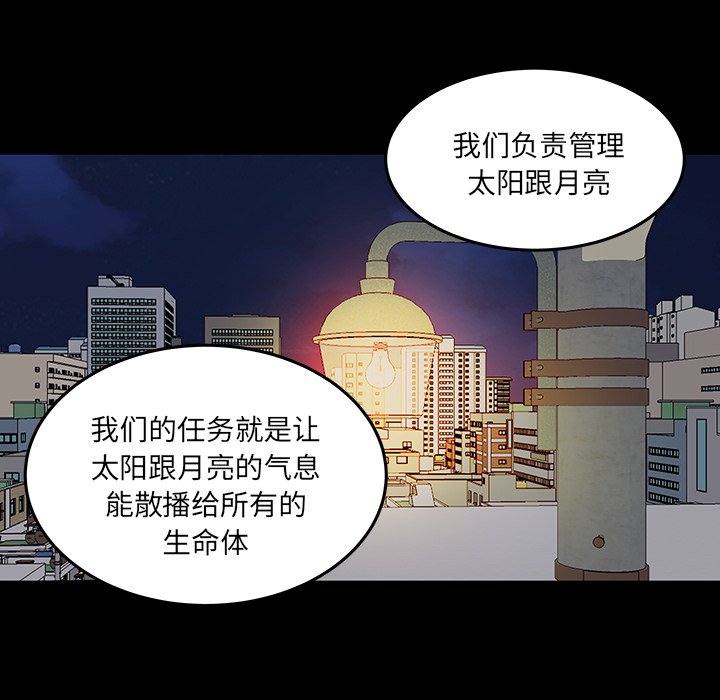 我们负责管理
太阳跟月亮
我们的任务就是让
太阳跟月亮的气息
能散播给所有的
生命体